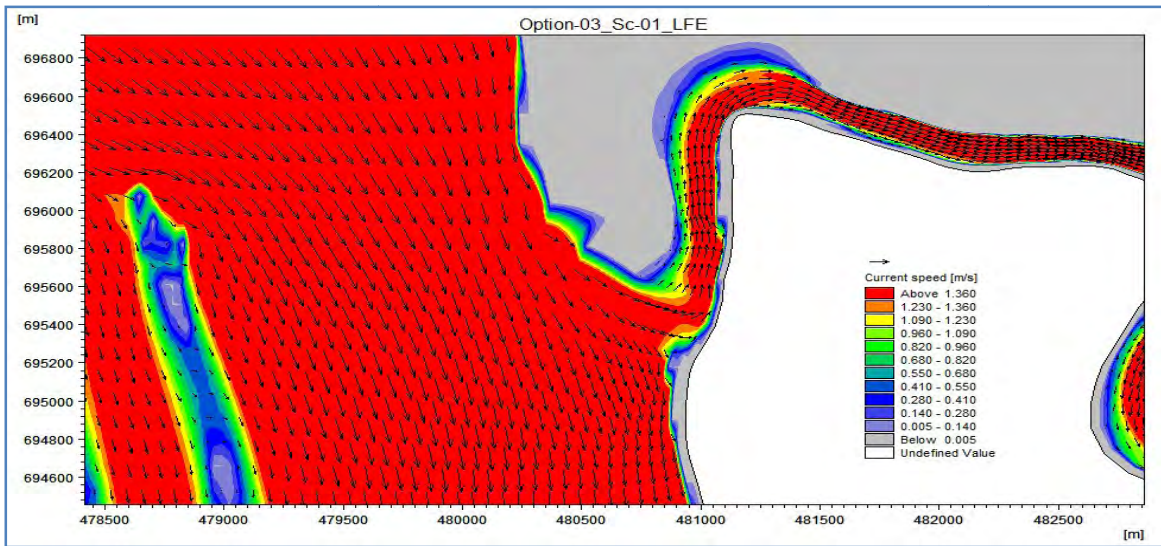 [m]
Option-03_Sc-01_LFE
696800
696600
696400
696200
696000
695800
695600
695400
695200
695000
694800
694600
Current speed [m/s]
Above 1.360
1.230 - 1.360
1.090 - 1.230
0.960 - 1.090
0.820 - 0.960
0.680 - 0.820
0.550 - 0.680
0.410 - 0.550
0.280 - 0.410
0.140 - 0.280
0.005 - 0.140
Below 0.005
Undefined Value
478500 479000 479500 480000 480500 481000 481500 482000 482500
[m]